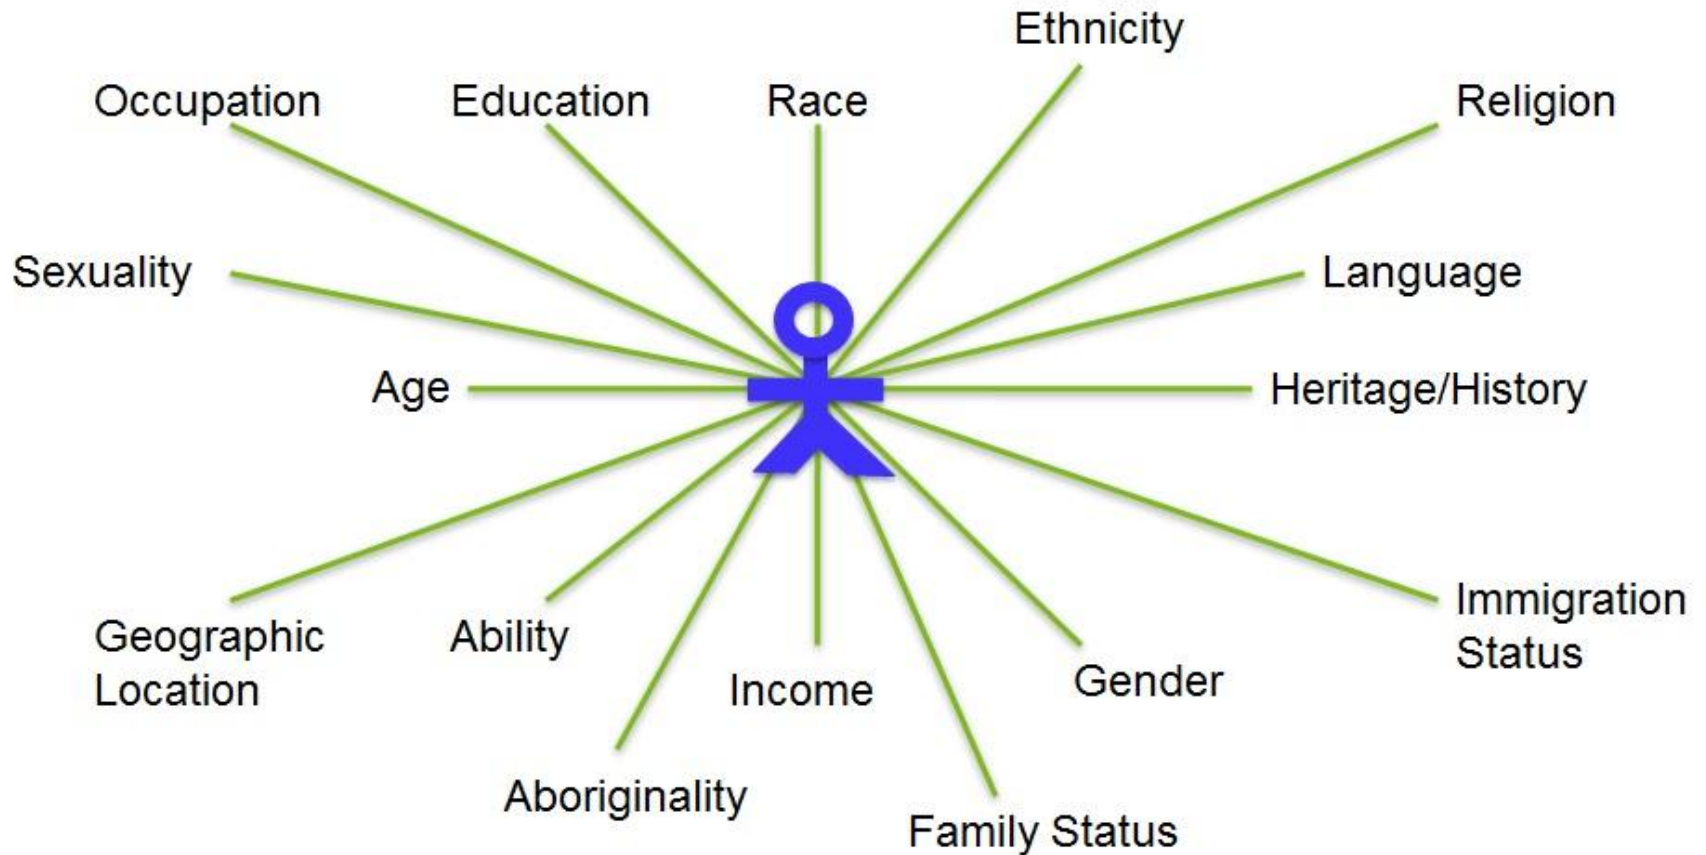 Ethnicity
Occupation
Education
Race
Religion
Sexuality
Language
Age
Heritage/History
Geographic
Location
Ability
Income
Gender
Immigration
Status
Aboriginality
Family Status